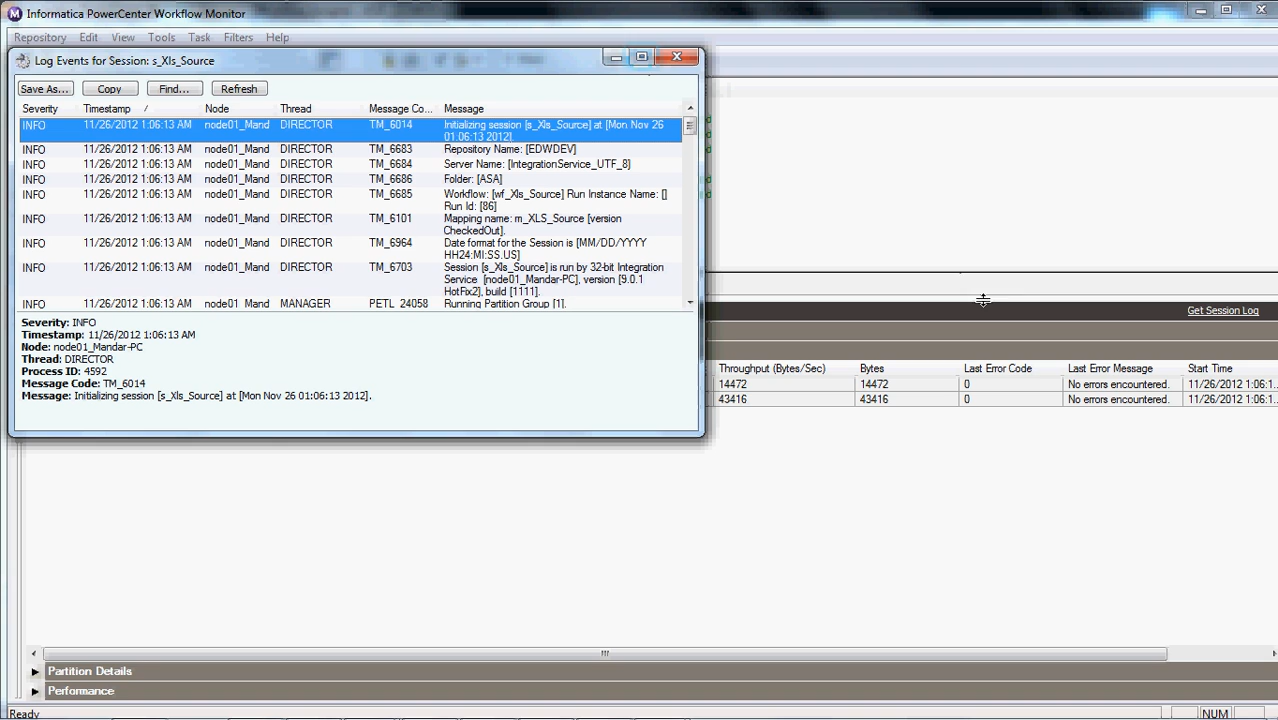 Informatica PowerCenter Workflow Monitor
Repository Edit View Tools Task Filters Help
Log Events for Session: s_Xls_Source
Save As... Copy Find... Refresh
Severity Timestamp Node Thread Message Co... Message
INFO 11/26/2012 1:06:13 AM node01_Mand DIRECTOR TM_6014 Initializing session [s_Xls_Source] at [Mon Nov 26
01:06:13 2012].
INFO 11/26/2012 1:06:13 AM node01_Mand DIRECTOR TM_6683 Repository Name: [EDWDEV]
INFO 11/26/2012 1:06:13 AM node01_Mand DIRECTOR TM_6684 Server Name: [IntegrationService_UTF_8]
INFO 11/26/2012 1:06:13 AM node01_Mand DIRECTOR TM_6686 Folder: [ASA]
INFO 11/26/2012 1:06:13 AM node01_Mand DIRECTOR TM_6685 Workflow: [wf_Xls_Source] Run Instance Name: []
Run Id: [86]
INFO 11/26/2012 1:06:13 AM node01_Mand DIRECTOR TM_6101 Mapping name: m_XLS_Source [version
CheckedOut].
INFO 11/26/2012 1:06:13 AM node01_Mand DIRECTOR TM_6964 Date format for the Session is [MM/DD/YYYY
HH24:MI:SS.US]
INFO 11/26/2012 1:06:13 AM node01_Mand DIRECTOR TM_6703 Session [s_Xls_Source] is run by 32-bit Integration
Service [node01_Mandar-PC], version [9.0.1
HotFix2], build [1111].
INFO 11/26/2012 1:06:13 AM node01_Mand MANAGER PETL_24058 Running Partition Group [1].
Severity: INFO
Timestamp: 11/26/2012 1:06:13 AM
Node: node01_Mandar-PC
Thread: DIRECTOR
Process ID: 4592
Message Code: TM_6014
Message: Initializing session [s_Xls_Source] at [Mon Nov 26 01:06:13 2012].
Get Session Log
Throughput (Bytes/Sec) Bytes Last Error Code Last Error Message Start Time
14472 14472 0 No errors encountered. 11/26/2012 1:06:1...
43416 43416 0 No errors encountered. 11/26/2012 1:06:1...
Partition Details
Performance
Ready NUM